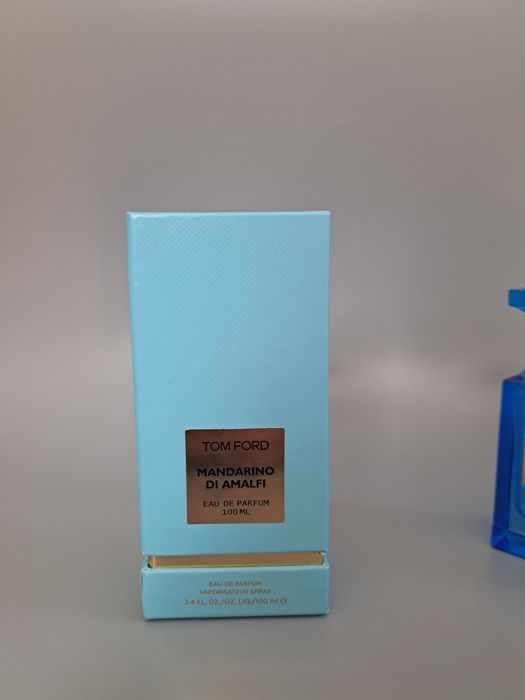 TOM FORD
MANDARINO
DI AMALFI
EAU DE PARFUM
100 ML
EAU DE PARFUM
VAPORISATEUR SPRAY
3.4 FL. OZ./OZ. LIQ./100 ml ℮